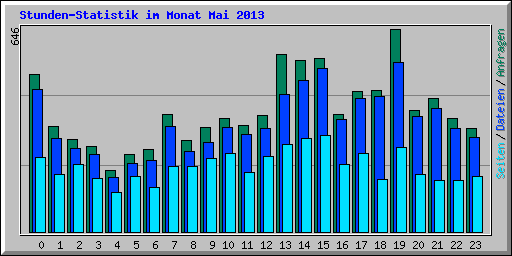 Stunden-Statistik im Monat Mai 2013
646
Seiten / Dateien / Anfragen
0 1 2 3 4 5 6 7 8 9 10 11 12 13 14 15 16 17 18 19 20 21 22 23